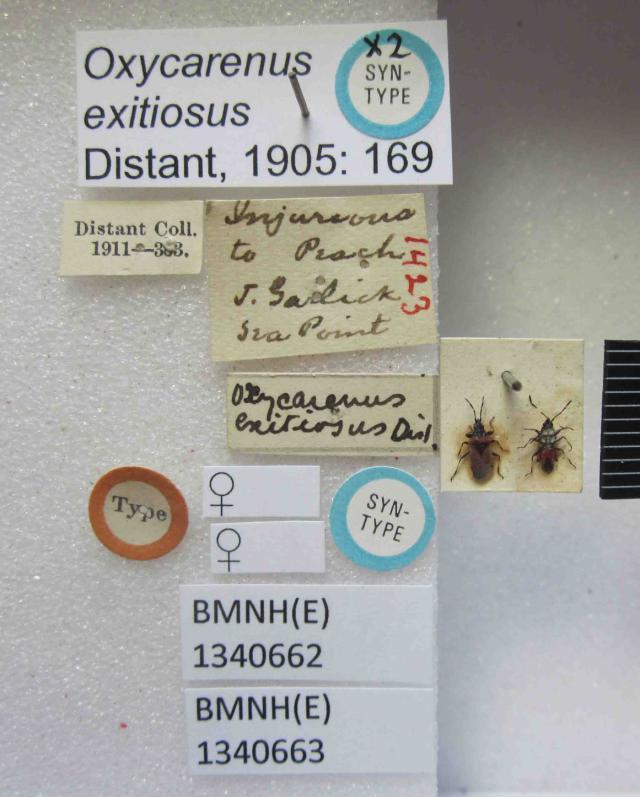 Oxycarenus
exitiosus
Distant, 1905: 169
X2
SYN-
TYPE
Distant Coll.
1911—383.
Injurious
to Peach
J. Garlick
Sea Point
1423
Oxycarenus
exitiosus Dist.
Type
♀
♀
SYN-
TYPE
BMNH(E)
1340662
BMNH(E)
1340663